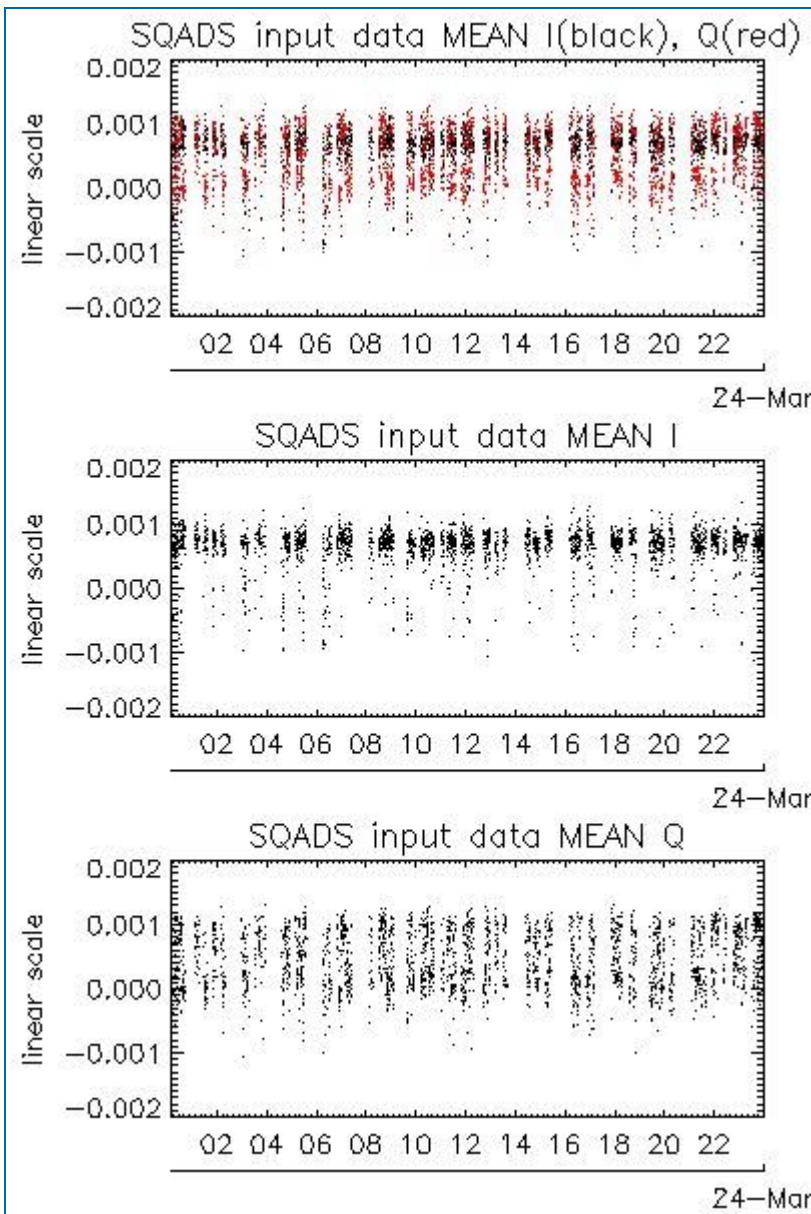 SQADS input data MEAN I(black), Q(red)
0.002
0.001
0.000
-0.001
-0.002
linear scale
02 04 06 08 10 12 14 16 18 20 22
24-Mar
SQADS input data MEAN I
0.002
0.001
0.000
-0.001
-0.002
linear scale
02 04 06 08 10 12 14 16 18 20 22
24-Mar
SQADS input data MEAN Q
0.002
0.001
0.000
-0.001
-0.002
linear scale
02 04 06 08 10 12 14 16 18 20 22
24-Mar